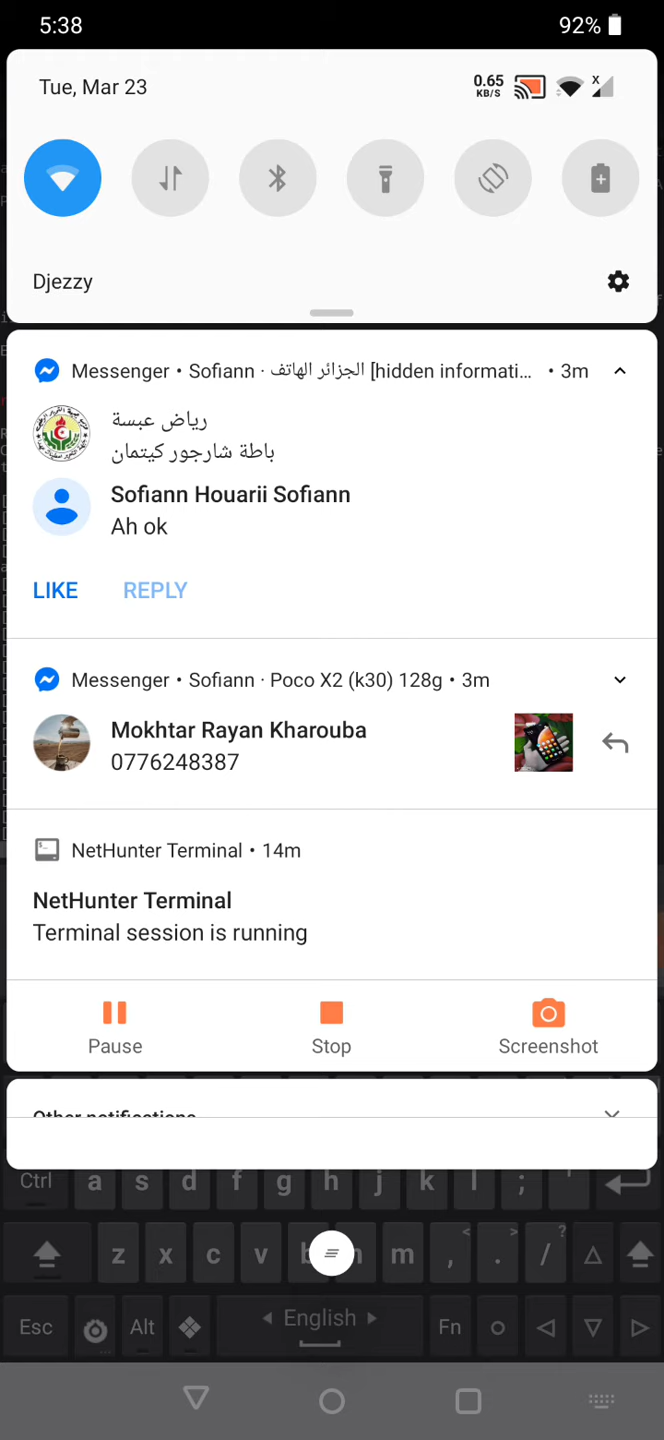 5:38
92%
Tue, Mar 23
0.65
KB/S
X
Djezzy
Messenger • Sofiann · الجزائر الهاتف [hidden informati... • 3m
رياض عبسة
باطة شارجور كيتمان
Sofiann Houarii Sofiann
Ah ok
LIKE REPLY
Messenger • Sofiann · Poco X2 (k30) 128g • 3m
Mokhtar Rayan Kharouba
0776248387
NetHunter Terminal • 14m
NetHunter Terminal
Terminal session is running
Pause Stop Screenshot
Other notifications
Ctrl a s d f g h j k l ; '
z x c v b n m , < . > / ?
Esc Alt English Fn